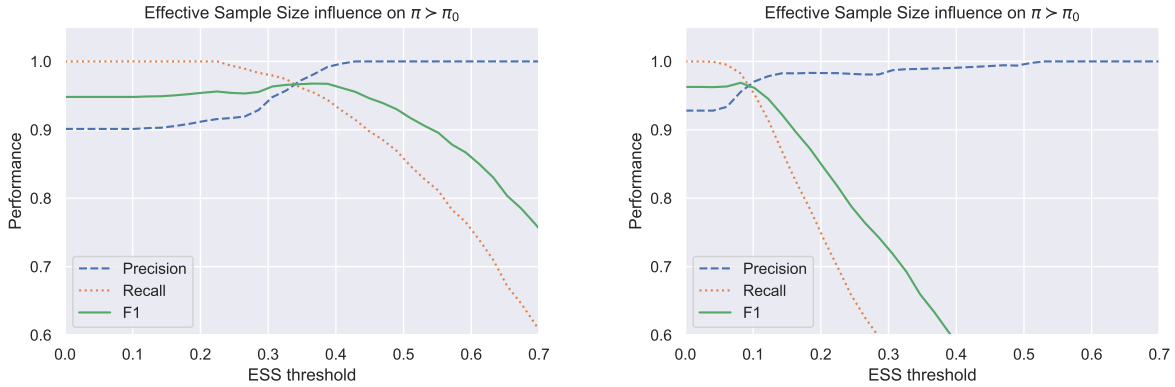 Effective Sample Size influence on π ≻ π₀
1.0
0.9
0.8
0.7
0.6
Performance
Precision
Recall
F1
0.0 0.1 0.2 0.3 0.4 0.5 0.6 0.7
ESS threshold
Effective Sample Size influence on π ≻ π₀
1.0
0.9
0.8
0.7
0.6
Performance
Precision
Recall
F1
0.0 0.1 0.2 0.3 0.4 0.5 0.6 0.7
ESS threshold